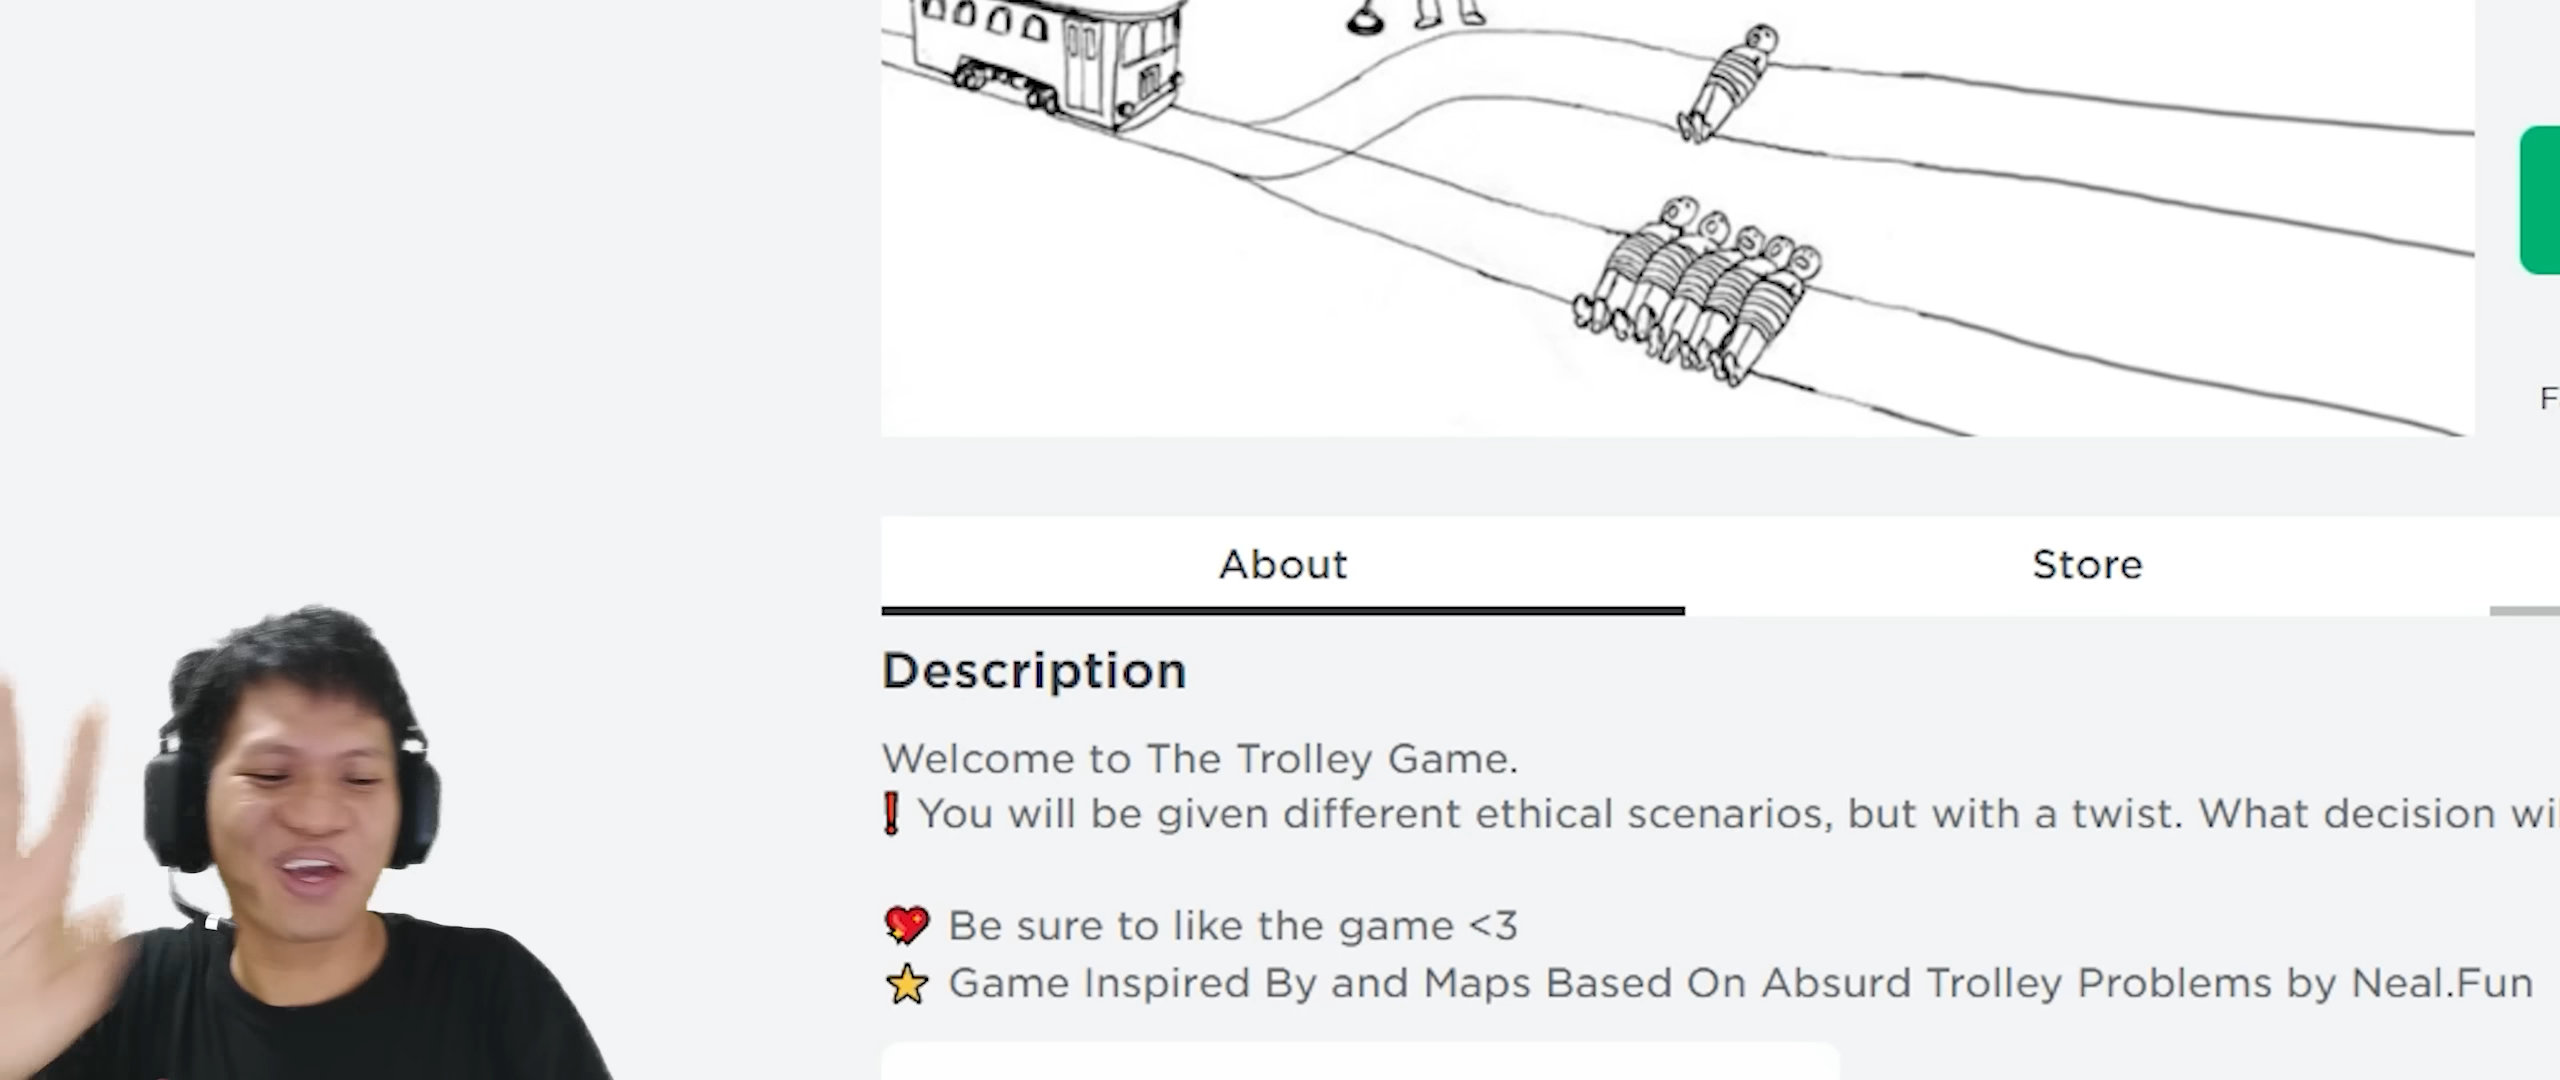 About
Store
Description
Welcome to The Trolley Game.
❗ You will be given different ethical scenarios, but with a twist. What decision
💖 Be sure to like the game <3
⭐ Game Inspired By and Maps Based On Absurd Trolley Problems by Neal.Fun